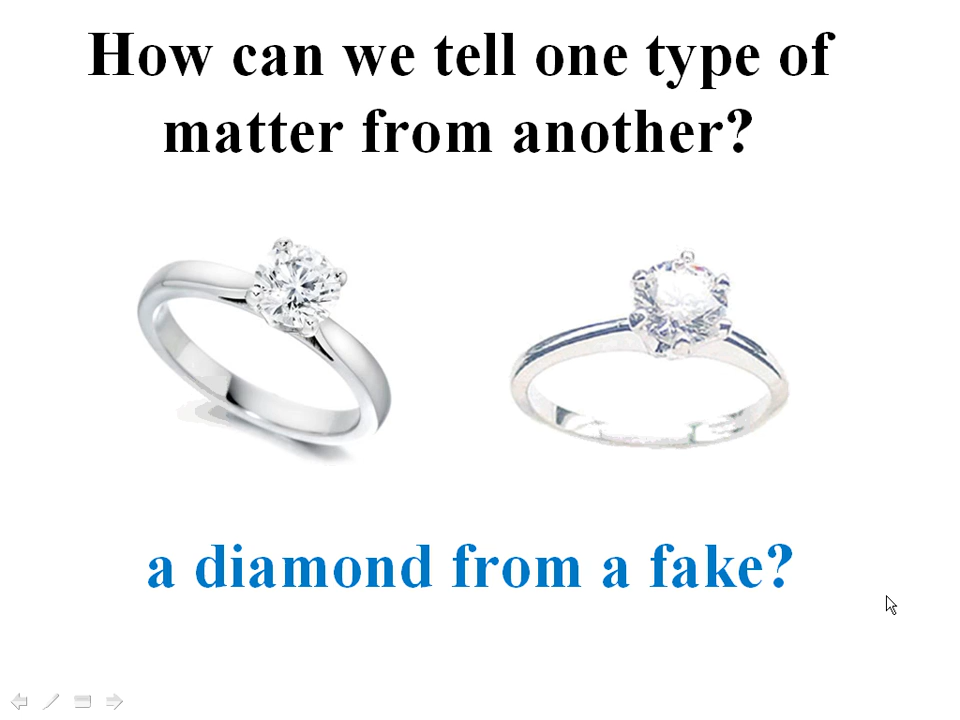 How can we tell one type of
matter from another?
a diamond from a fake?